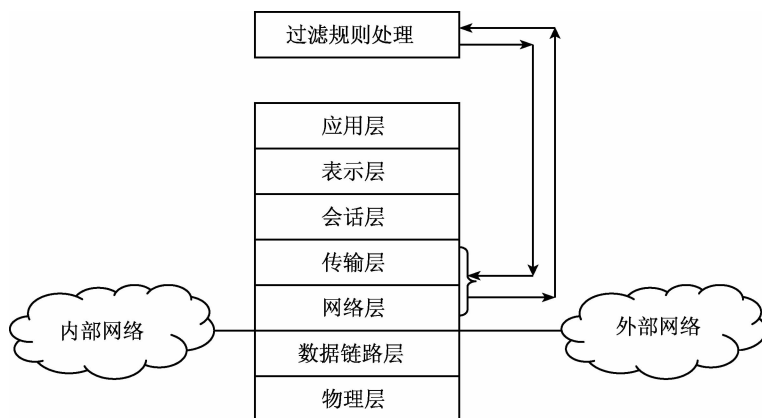 过滤规则处理
应用层
表示层
会话层
传输层
网络层
内部网络
外部网络
数据链路层
物理层